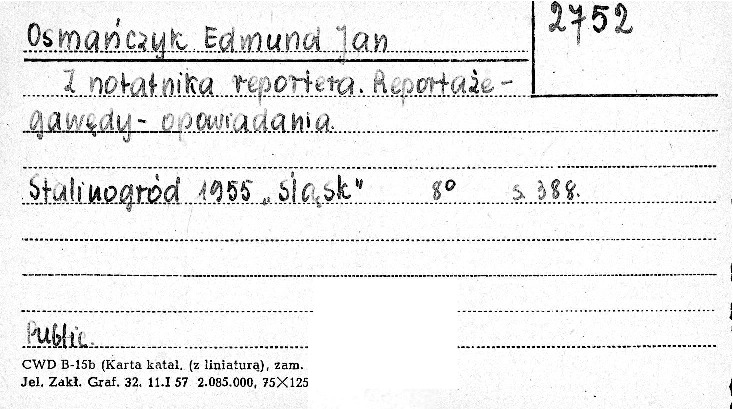 2752
Osmańczyk Edmund Jan
Z notatnika reportera. Reportaże-
gawędy- opowiadania.
Stalinogród 1955 „Śląsk" 8° s. 388.
Public.
CWD B-15b (Karta katal. (z liniaturą), zam.
Jel. Zakł. Graf. 32. 11.I 57 2.085.000, 75×125